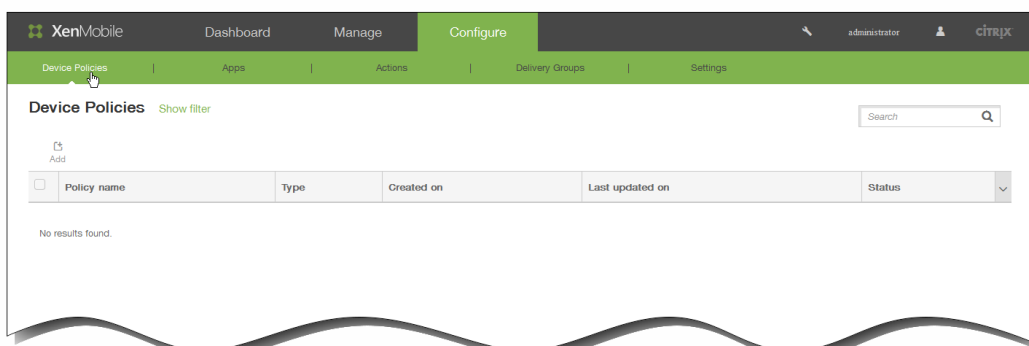 XenMobile Dashboard Manage Configure administrator CITRIX
Device Policies | Apps | Actions | Delivery Groups | Settings
Device Policies Show filter
Search
Add
Policy name Type Created on Last updated on Status
No results found.